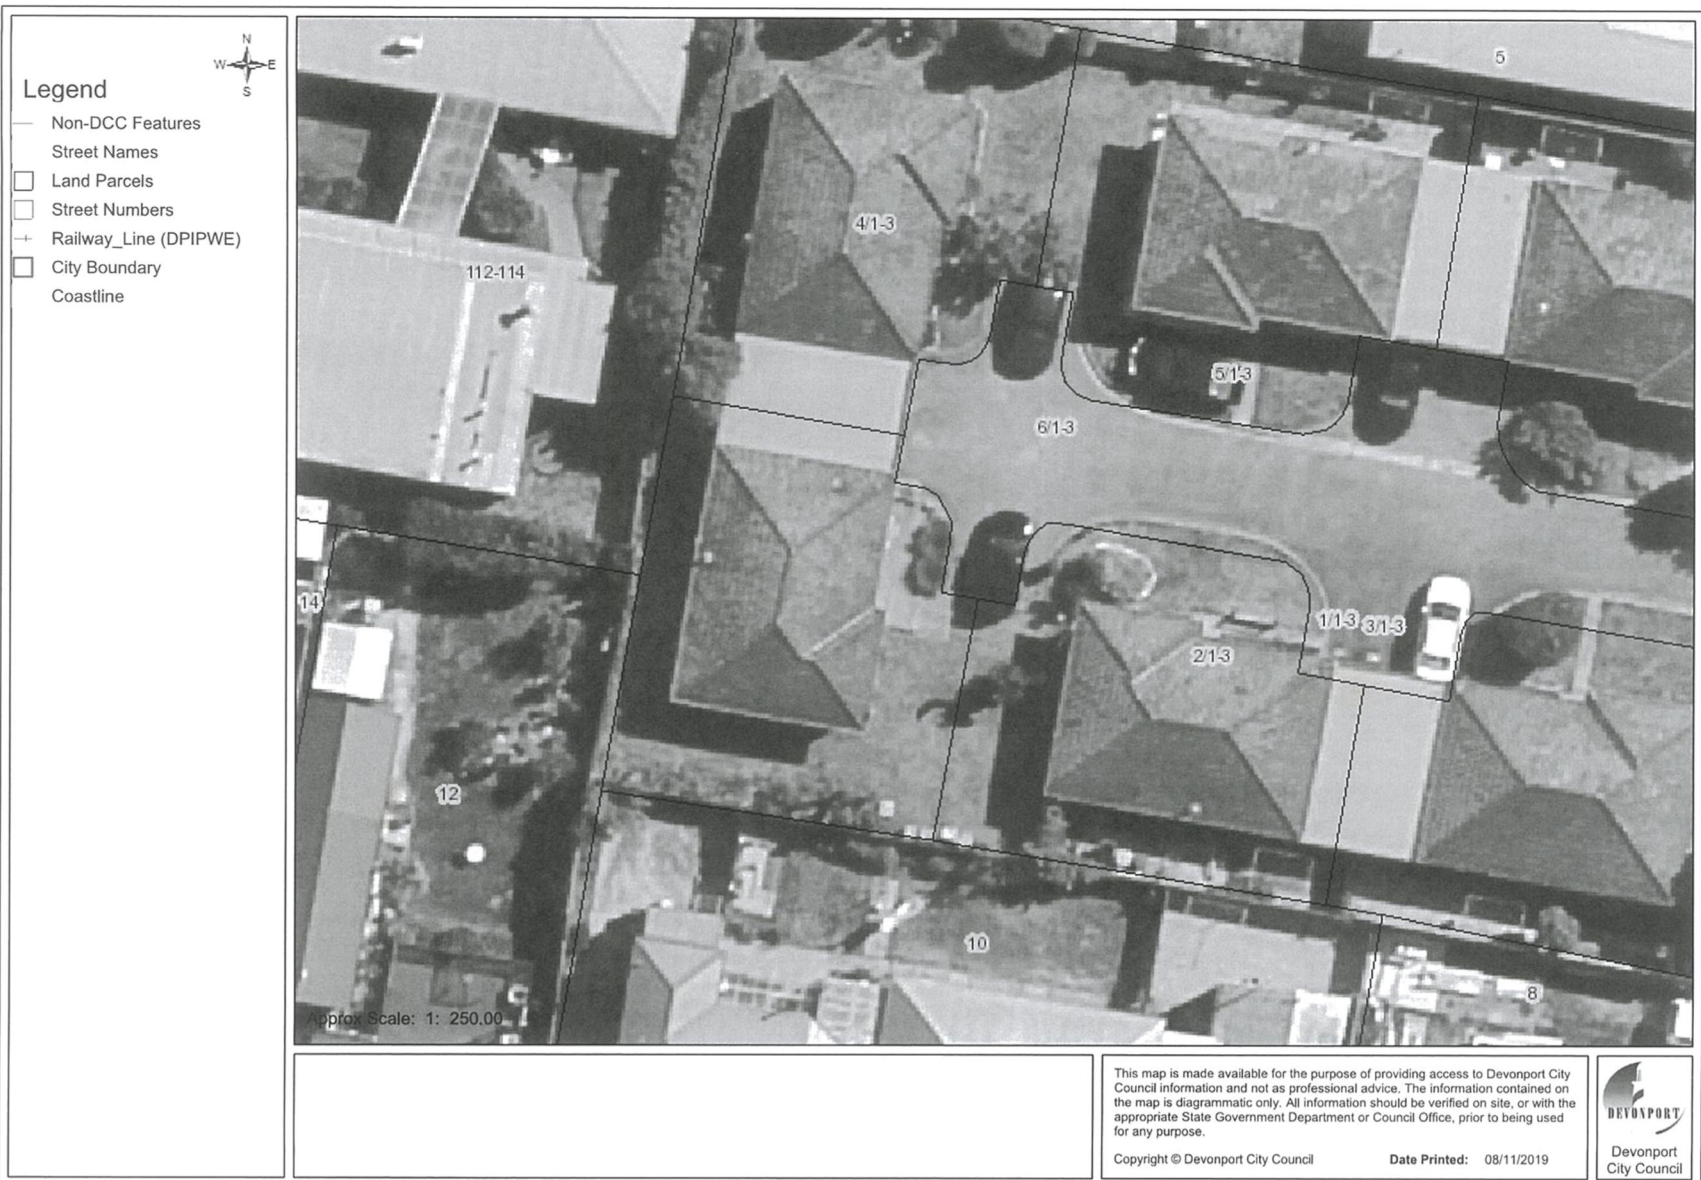 N
W E
S
Legend
Non-DCC Features
Street Names
Land Parcels
Street Numbers
Railway_Line (DPIPWE)
City Boundary
Coastline
5
4/1-3
112-114
5/1-3
6/1-3
14
1/1-3 3/1-3
2/1-3
12
10
8
Approx Scale: 1: 250.00
This map is made available for the purpose of providing access to Devonport City
Council information and not as professional advice. The information contained on
the map is diagrammatic only. All information should be verified on site, or with the
appropriate State Government Department or Council Office, prior to being used
for any purpose.
Copyright © Devonport City Council Date Printed: 08/11/2019
DEVONPORT
Devonport
City Council